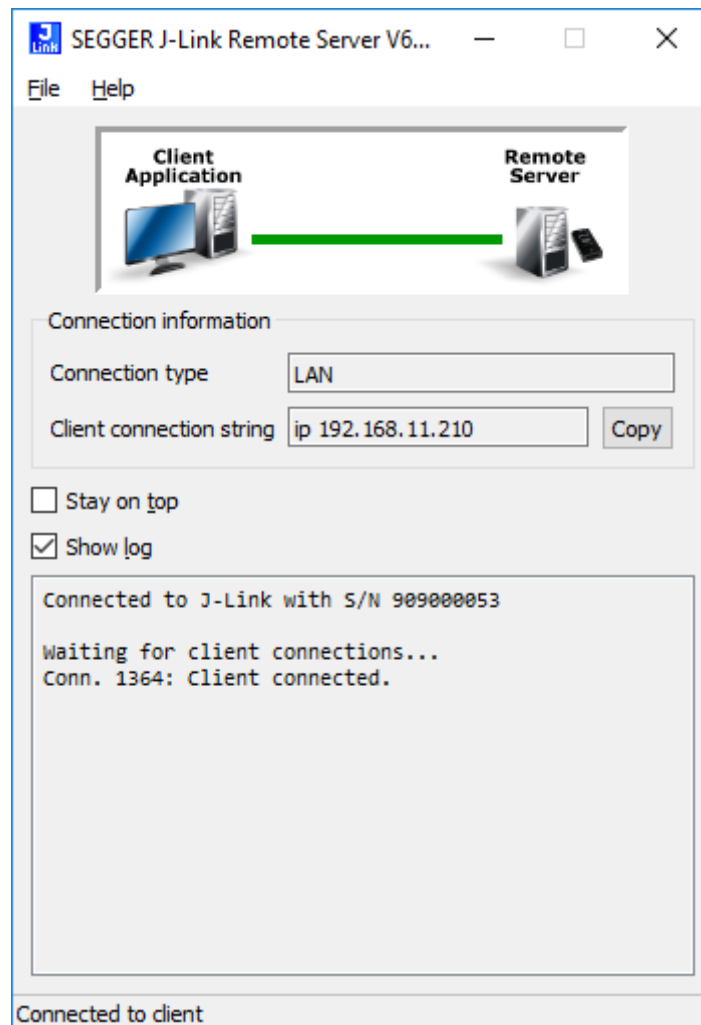 J
Link
SEGGER J-Link Remote Server V6...
File Help
Client
Application
Remote
Server
Connection information
Connection type LAN
Client connection string ip 192.168.11.210 Copy
Stay on top
Show log
Connected to J-Link with S/N 909000053
Waiting for client connections...
Conn. 1364: Client connected.
Connected to client